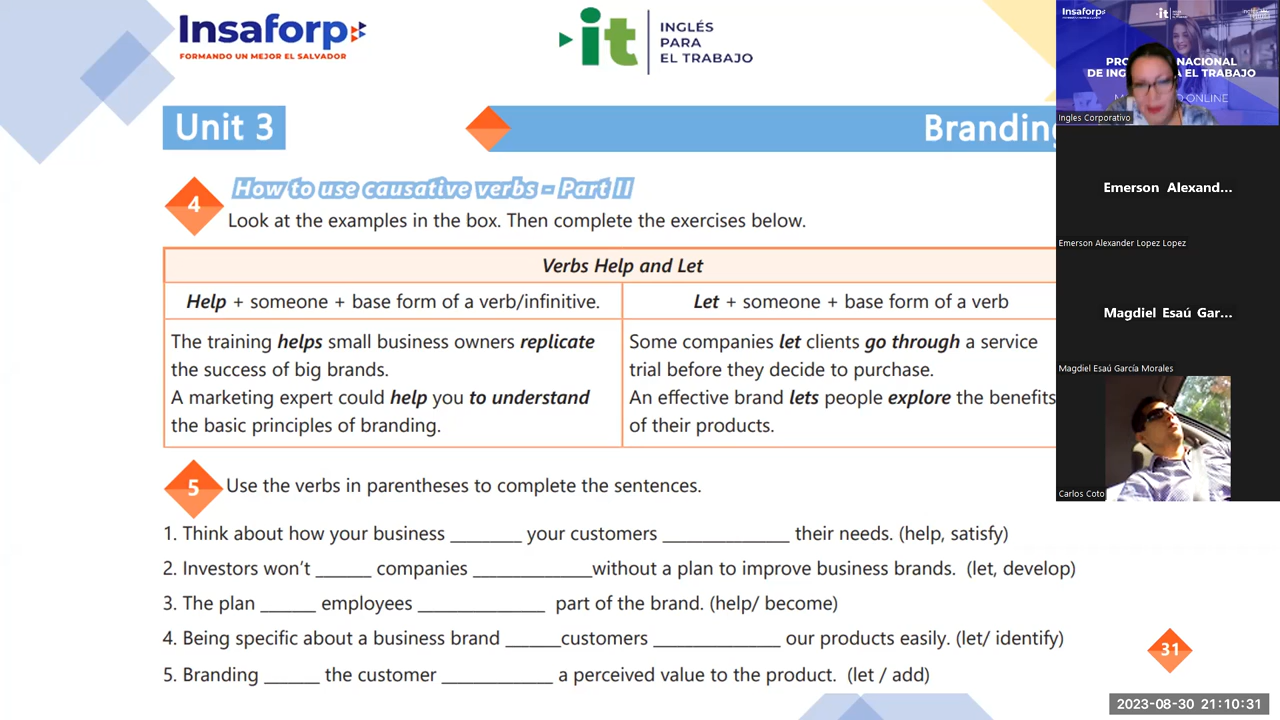 Insaforp
FORMANDO UN MEJOR EL SALVADOR
it
INGLÉS
PARA
EL TRABAJO
Unit 3
Branding
4
How to use causative verbs – Part II
Look at the examples in the box. Then complete the exercises below.
Verbs Help and Let
Help + someone + base form of a verb/infinitive.
Let + someone + base form of a verb
The training helps small business owners replicate
the success of big brands.
A marketing expert could help you to understand
the basic principles of branding.
Some companies let clients go through a service
trial before they decide to purchase.
An effective brand lets people explore the benefits
of their products.
5
Use the verbs in parentheses to complete the sentences.
1. Think about how your business ________ your customers ______________ their needs. (help, satisfy)
2. Investors won't ______ companies _____________without a plan to improve business brands. (let, develop)
3. The plan ______ employees ______________ part of the brand. (help/ become)
4. Being specific about a business brand ______customers ______________ our products easily. (let/ identify)
5. Branding ______ the customer ____________ a perceived value to the product. (let / add)
31
Insaforp
it
NACIONAL
DE ING A EL TRABAJO
ONLINE
Ingles Corporativo
Emerson Alexand...
Emerson Alexander Lopez Lopez
Magdiel Esaú Gar...
Magdiel Esaú García Morales
Carlos Coto
2023-08-30 21:10:31